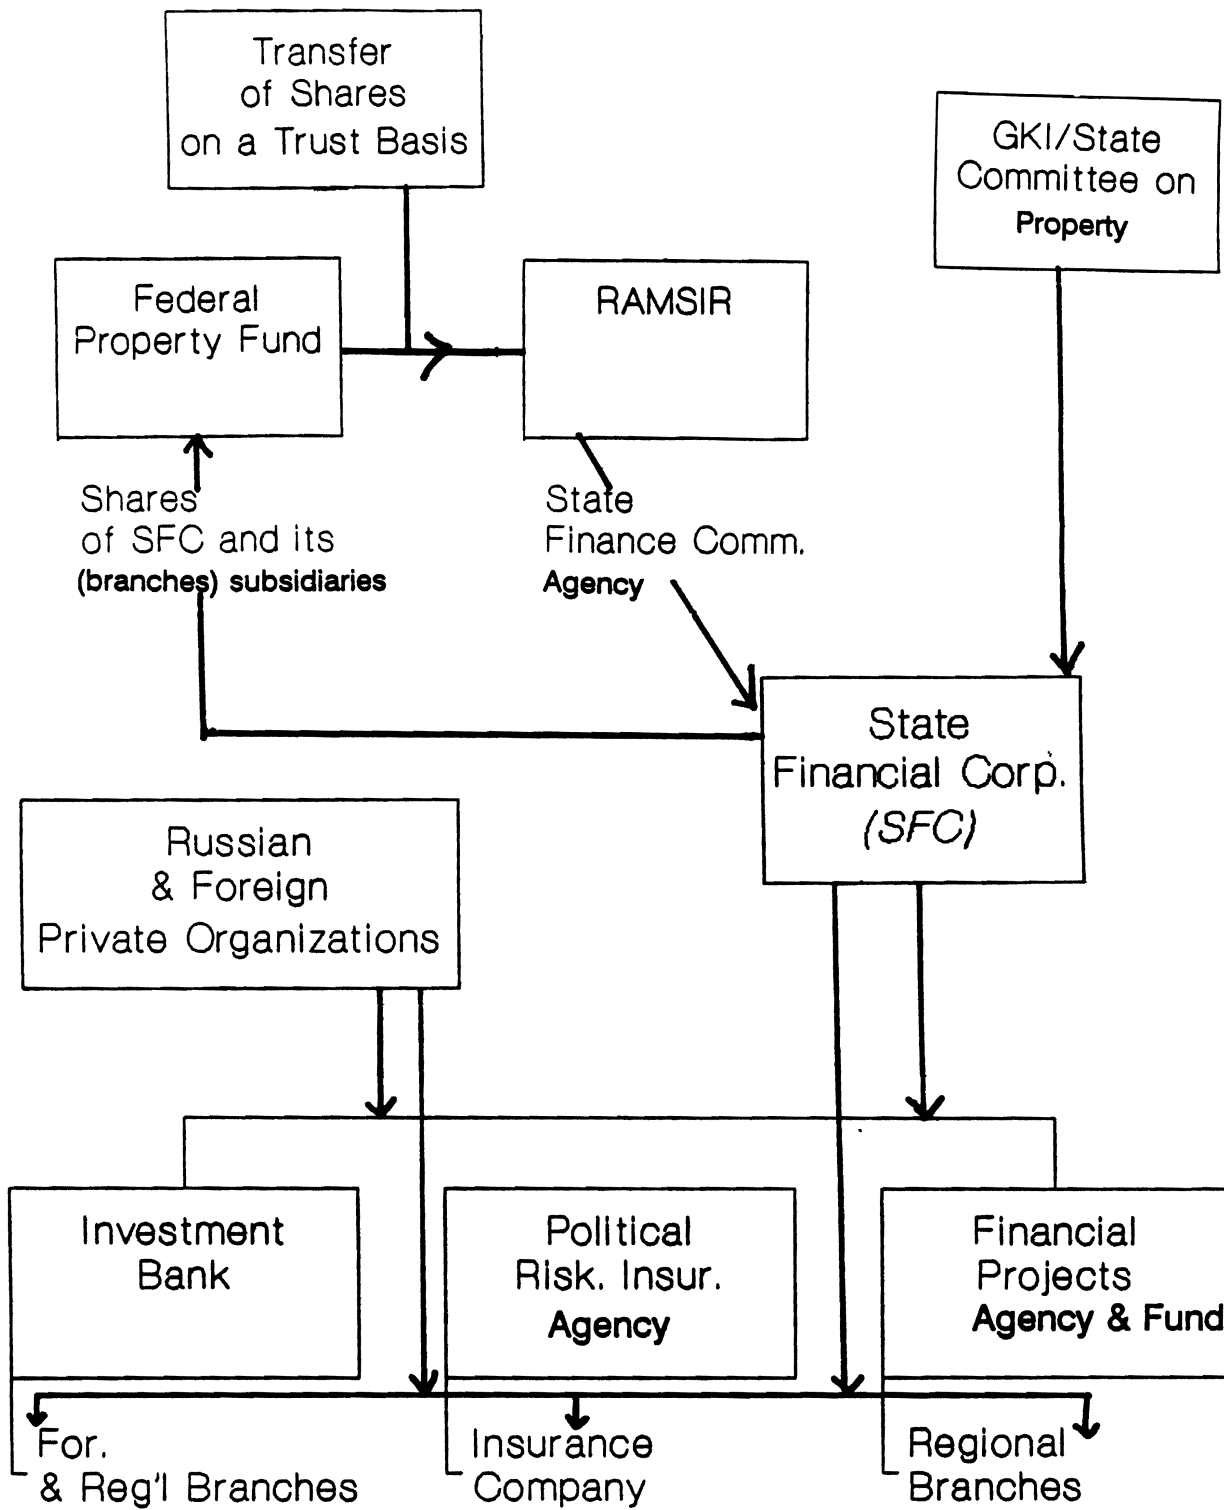 Transfer
of Shares
on a Trust Basis
GKI/State
Committee on
Property
Federal
Property Fund
RAMSIR
Shares
of SFC and its
(branches) subsidiaries
State
Finance Comm.
Agency
State
Financial Corp.
(SFC)
Russian
& Foreign
Private Organizations
Investment
Bank
Political
Risk. Insur.
Agency
Financial
Projects
Agency & Fund
For.
& Reg'l Branches
Insurance
Company
Regional
Branches